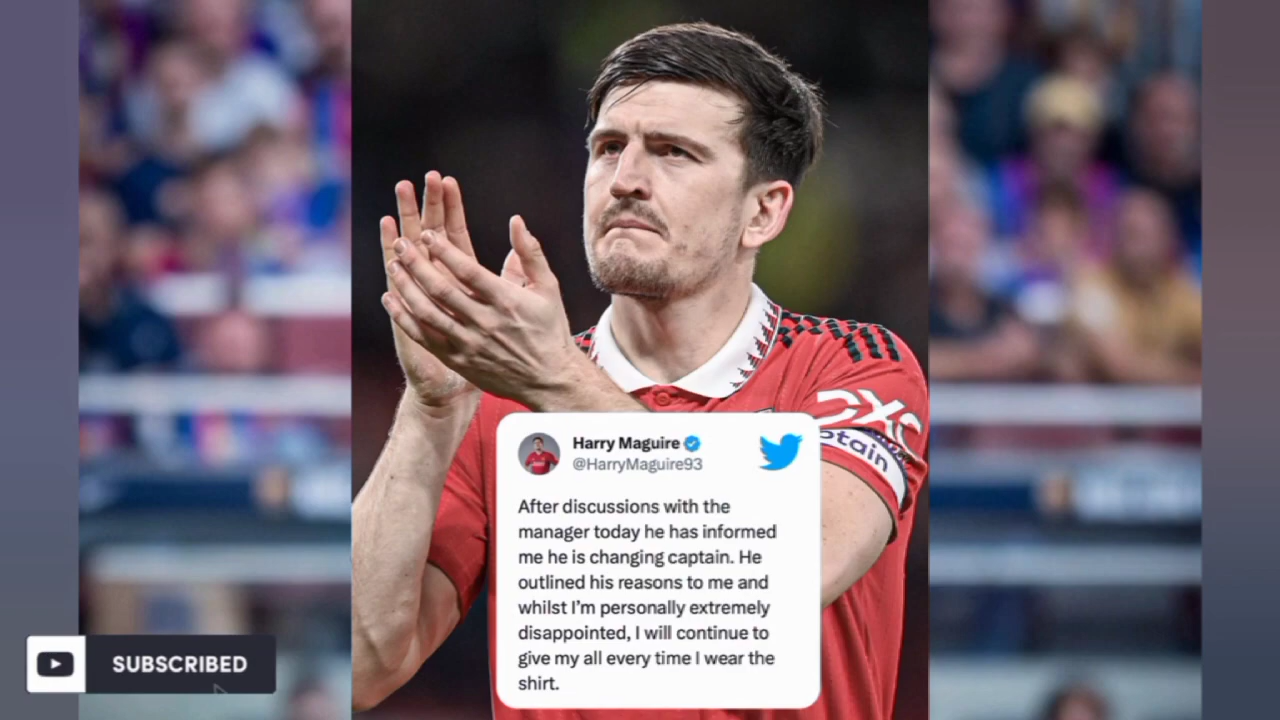 Harry Maguire
@HarryMaguire93
After discussions with the
manager today he has informed
me he is changing captain. He
outlined his reasons to me and
whilst I’m personally extremely
disappointed, I will continue to
give my all every time I wear the
shirt.
DXC
ptain
SUBSCRIBED